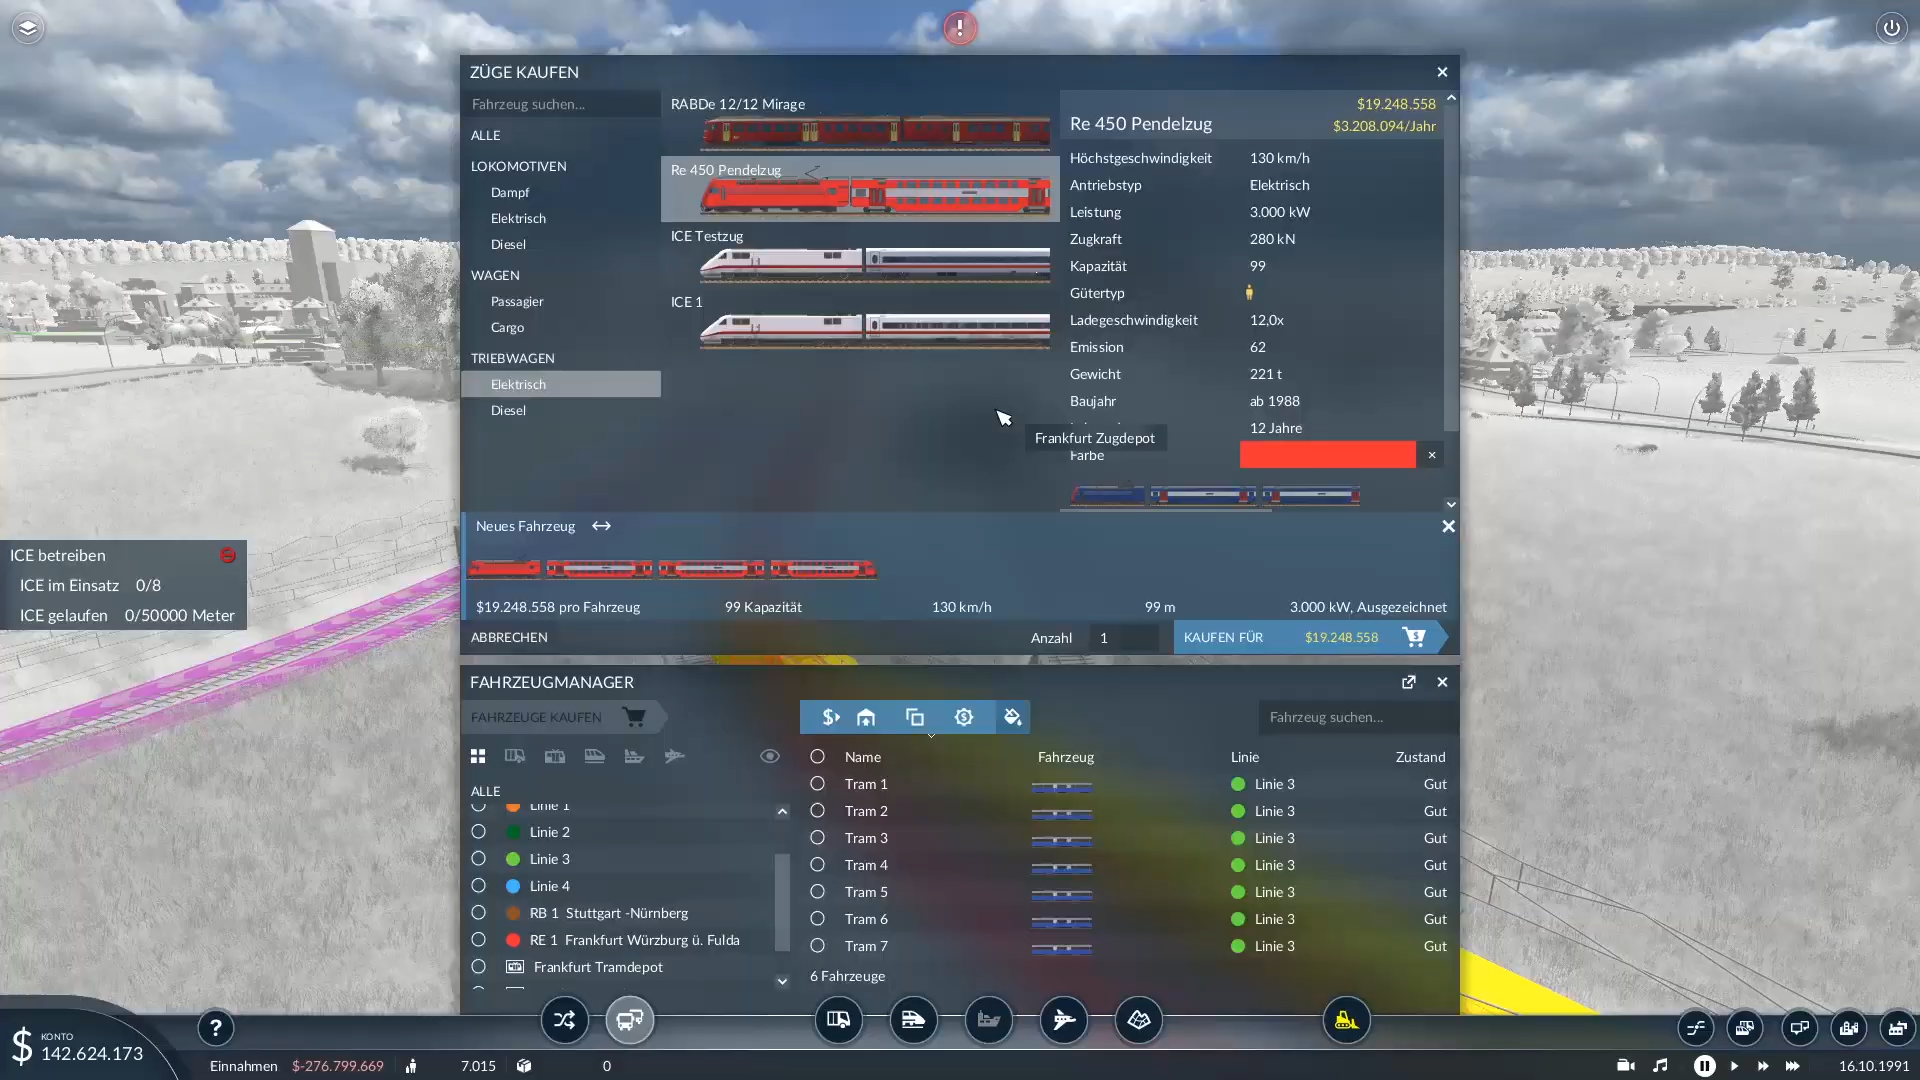 ZÜGE KAUFEN
Fahrzeug suchen...
ALLE
LOKOMOTIVEN
Dampf
Elektrisch
Diesel
WAGEN
Passagier
Cargo
TRIEBWAGEN
Elektrisch
Diesel
RABDe 12/12 Mirage
Re 450 Pendelzug
ICE Testzug
ICE 1
$19.248.558
Re 450 Pendelzug
$3.208.094/Jahr
Höchstgeschwindigkeit 130 km/h
Antriebstyp Elektrisch
Leistung 3.000 kW
Zugkraft 280 kN
Kapazität 99
Gütertyp
Ladegeschwindigkeit 12,0x
Emission 62
Gewicht 221 t
Baujahr ab 1988
12 Jahre
Frankfurt Zugdepot
Farbe
Neues Fahrzeug
$19.248.558 pro Fahrzeug 99 Kapazität 130 km/h 99 m 3.000 kW, Ausgezeichnet
ABBRECHEN Anzahl 1 KAUFEN FÜR $19.248.558
ICE betreiben
ICE im Einsatz 0/8
ICE gelaufen 0/50000 Meter
FAHRZEUGMANAGER
FAHRZEUGE KAUFEN
Fahrzeug suchen...
ALLE
Linie 1
Linie 2
Linie 3
Linie 4
RB 1 Stuttgart -Nürnberg
RE 1 Frankfurt Würzburg ü. Fulda
Frankfurt Tramdepot
Name Fahrzeug Linie Zustand
Tram 1 Linie 3 Gut
Tram 2 Linie 3 Gut
Tram 3 Linie 3 Gut
Tram 4 Linie 3 Gut
Tram 5 Linie 3 Gut
Tram 6 Linie 3 Gut
Tram 7 Linie 3 Gut
6 Fahrzeuge
KONTO
$ 142.624.173
?
Einnahmen $-276.799.669 7.015 0
16.10.1991